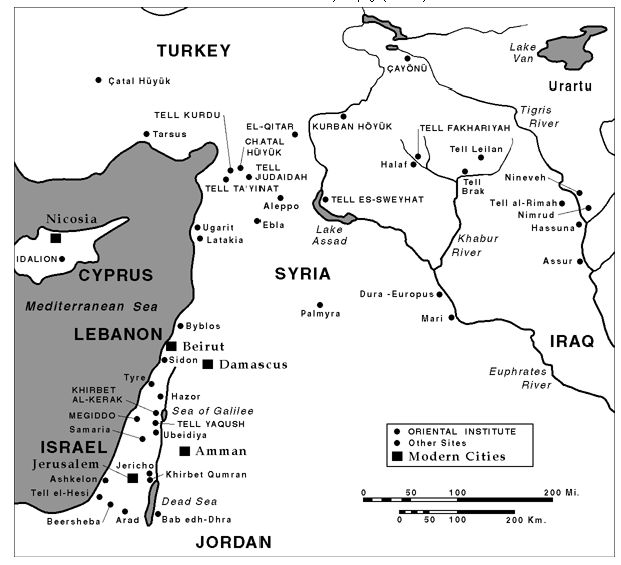 TURKEY
Lake
Van
Urartu
Çatal Hüyük
ÇAYÖNÜ
Tigris
River
TELL KURDU
EL-QITAR
KURBAN HÖYÜK
TELL FAKHARIYAH
Tarsus
CHATAL
HÜYÜK
Tell Leilan
TELL
JUDAIDAH
Halaf
Nineveh
TELL TA'YINAT
Tell
Brak
Tell al-Rimah
Nimrud
Aleppo
TELL ES-SWEYHAT
Nicosia
Ugarit
Ebla
Lake
Assad
Hassuna
Latakia
Khabur
River
IDALION
CYPRUS
SYRIA
Assur
Mediterranean Sea
Dura -Europus
Palmyra
Mari
Byblos
LEBANON
Beirut
IRAQ
Sidon
Damascus
Euphrates
River
Tyre
KHIRBET
AL-KERAK
Hazor
Sea of Galilee
MEGIDDO
TELL YAQUSH
Samaria
Ubeidiya
ISRAEL
Amman
Jerusalem
Jericho
Khirbet Qumran
Ashkelon
Tell el-Hesi
Dead Sea
Beersheba
Arad
Bab edh-Dhra
JORDAN
ORIENTAL INSTITUTE
Other Sites
Modern Cities
0 50 100 200 Mi.
0 50 100 200 Km.